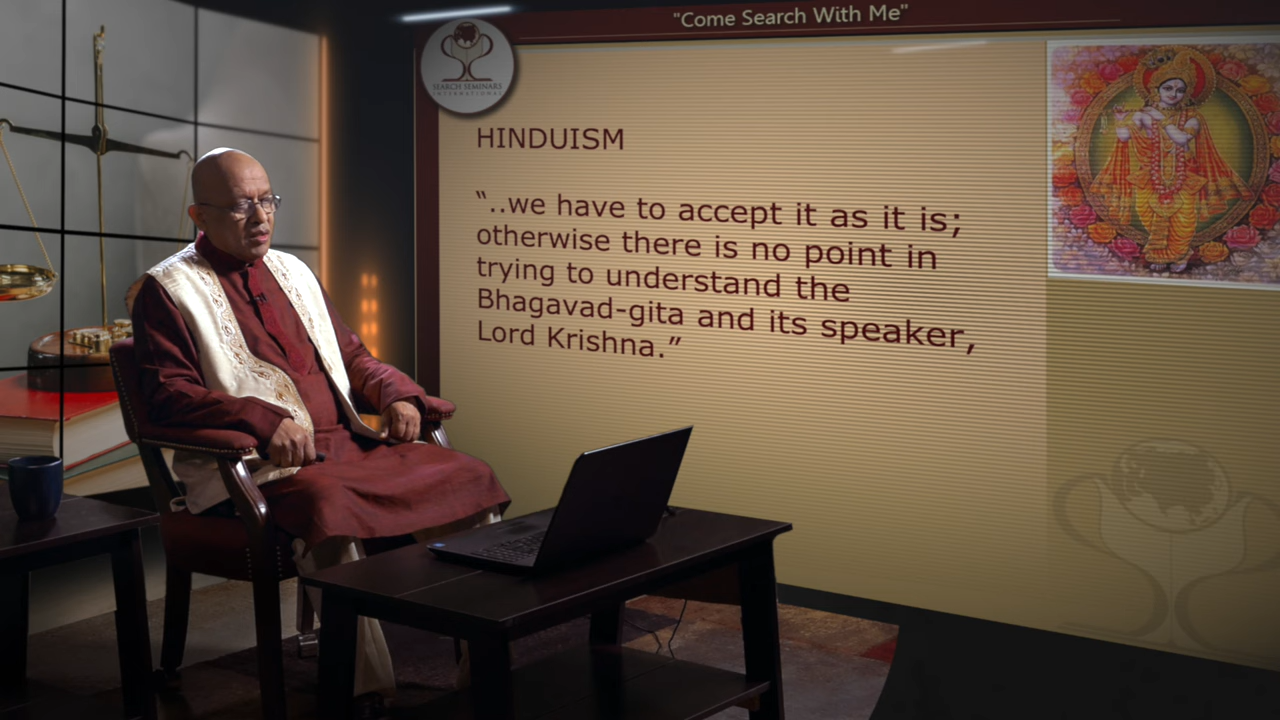 "Come Search With Me"
SEARCH SEMINARS
INTERNATIONAL
HINDUISM
“..we have to accept it as it is;
otherwise there is no point in
trying to understand the
Bhagavad-gita and its speaker,
Lord Krishna.”